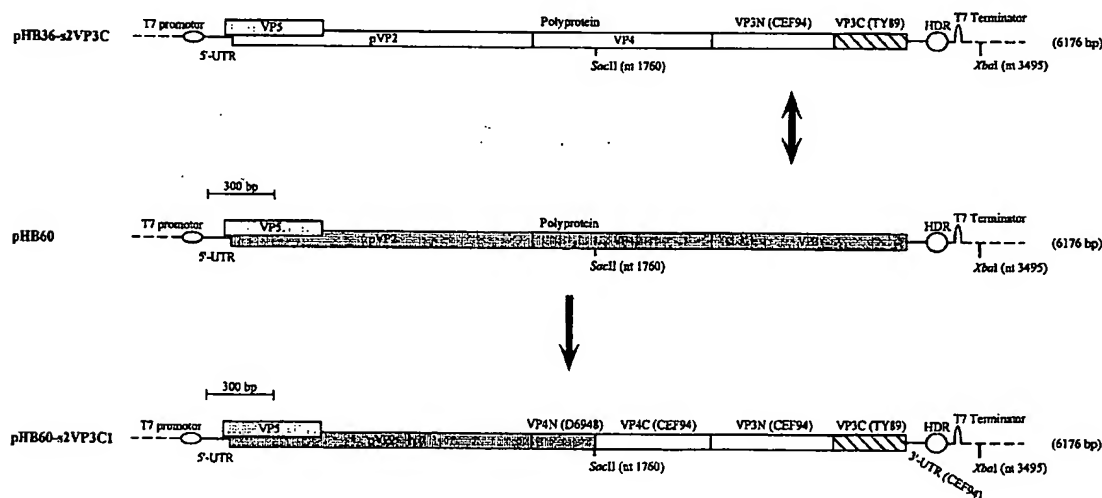 T7 promotor VP5 Polyprotein VP3N (CEF94) VP3C (TY89) HDR T7 Terminator
pHB36-s2VP3C pVP2 VP4 (6176 bp)
5'-UTR SacII (nt 1760) XbaI (nt 3495)
300 bp
T7 promotor VP5 Polyprotein HDR T7 Terminator
pHB60 pVP2 (6176 bp)
5'-UTR SacII (nt 1760) XbaI (nt 3495)
300 bp
T7 promotor VP5 VP4N (D6948) VP4C (CEF94) VP3N (CEF94) VP3C (TY89) HDR T7 Terminator
pHB60-s2VP3C1 (6176 bp)
5'-UTR SacII (nt 1760) 3'-UTR (CEF94) XbaI (nt 3495)